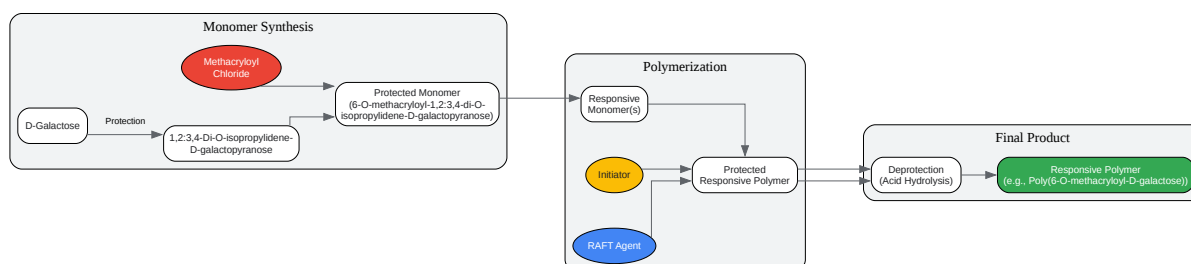 Monomer Synthesis
Methacryloyl
Chloride
D-Galactose
Protection
1,2:3,4-Di-O-isopropylidene-
D-galactopyranose
Protected Monomer
(6-O-methacryloyl-1,2:3,4-di-O-
isopropylidene-D-galactopyranose)
Polymerization
Responsive
Monomer(s)
Initiator
RAFT Agent
Protected
Responsive Polymer
Final Product
Deprotection
(Acid Hydrolysis)
Responsive Polymer
(e.g., Poly(6-O-methacryloyl-D-galactose))